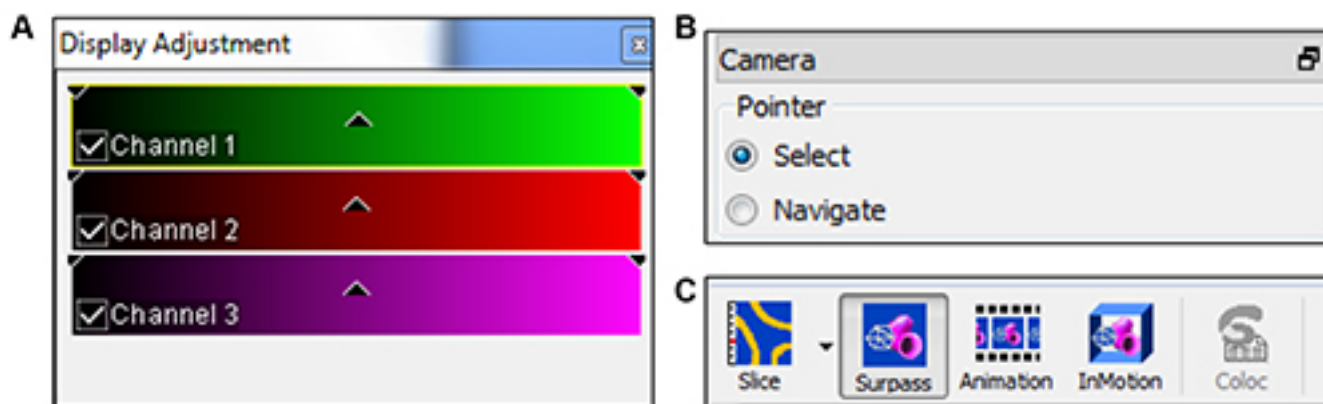 A
Display Adjustment
Channel 1
Channel 2
Channel 3
B
Camera
Pointer
Select
Navigate
C
Slice Surpass Animation InMotion Coloc